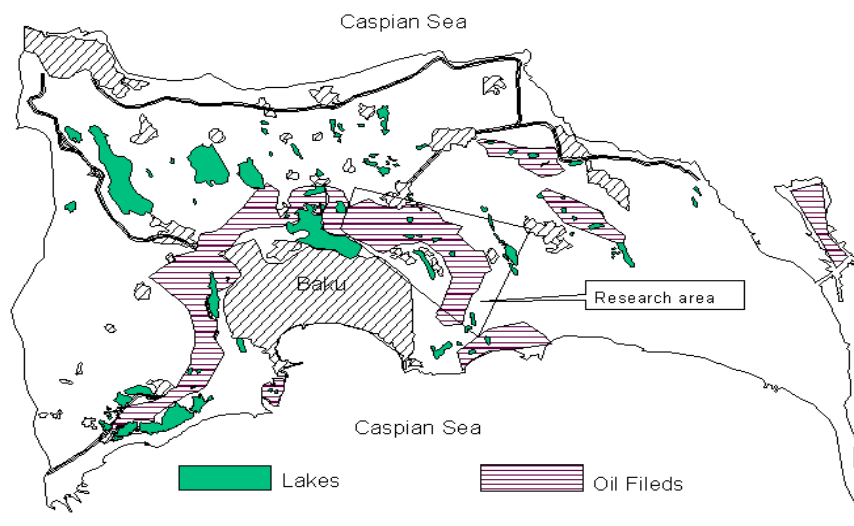 Caspian Sea
Baku
Research area
Caspian Sea
Lakes
Oil Fileds